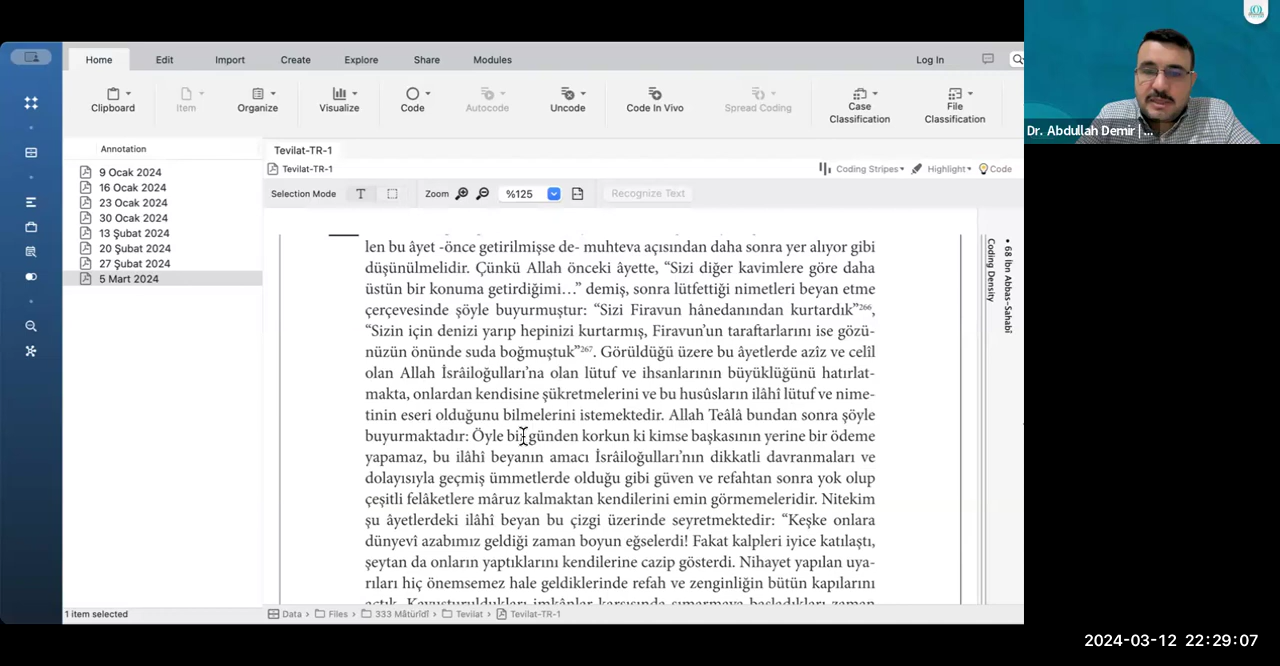 Home Edit Import Create Explore Share Modules Log In
Clipboard Item Organize Visualize Code Autocode Uncode Code In Vivo Spread Coding Case Classification File Classification
Annotation
9 Ocak 2024
16 Ocak 2024
23 Ocak 2024
30 Ocak 2024
13 Şubat 2024
20 Şubat 2024
27 Şubat 2024
5 Mart 2024
1 item selected
Tevilat-TR-1
Tevilat-TR-1 Coding Stripes Highlight Code
Selection Mode T Zoom %125 Recognize Text
len bu âyet -önce getirilmişse de- muhteva açısından daha sonra yer alıyor gibi
düşünülmelidir. Çünkü Allah önceki âyette, “Sizi diğer kavimlere göre daha
üstün bir konuma getirdiğimi…” demiş, sonra lütfettiği nimetleri beyan etme
çerçevesinde şöyle buyurmuştur: “Sizi Firavun hânedanından kurtardık”266,
“Sizin için denizi yarıp hepinizi kurtarmış, Firavun’un taraftarlarını ise gözü-
nüzün önünde suda boğmuştuk”267. Görüldüğü üzere bu âyetlerde azîz ve celîl
olan Allah İsrâiloğulları’na olan lütuf ve ihsanlarının büyüklüğünü hatırlat-
makta, onlardan kendisine şükretmelerini ve bu husûsların ilâhî lütuf ve nime-
tinin eseri olduğunu bilmelerini istemektedir. Allah Teâlâ bundan sonra şöyle
buyurmaktadır: Öyle bir günden korkun ki kimse başkasının yerine bir ödeme
yapamaz, bu ilâhî beyanın amacı İsrâiloğulları’nın dikkatli davranmaları ve
dolayısıyla geçmiş ümmetlerde olduğu gibi güven ve refahtan sonra yok olup
çeşitli felâketlere mâruz kalmaktan kendilerini emin görmemeleridir. Nitekim
şu âyetlerdeki ilâhî beyan bu çizgi üzerinde seyretmektedir: “Keşke onlara
dünyevî azabımız geldiği zaman boyun eğselerdi! Fakat kalpleri iyice katılaştı,
şeytan da onların yaptıklarını kendilerine cazip gösterdi. Nihayet yapılan uya-
rıları hiç önemsemez hale geldiklerinde refah ve zenginliğin bütün kapılarını
açtık. Kavuşturuldukları imkânlar karşısında şımarmaya başladıkları zaman
Coding Density
• 68 İbn Abbas-Sahabî
Data Files 333 Mâtürîdî Tevilat Tevilat-TR-1
Dr. Abdullah Demir | ...
2024-03-12 22:29:07